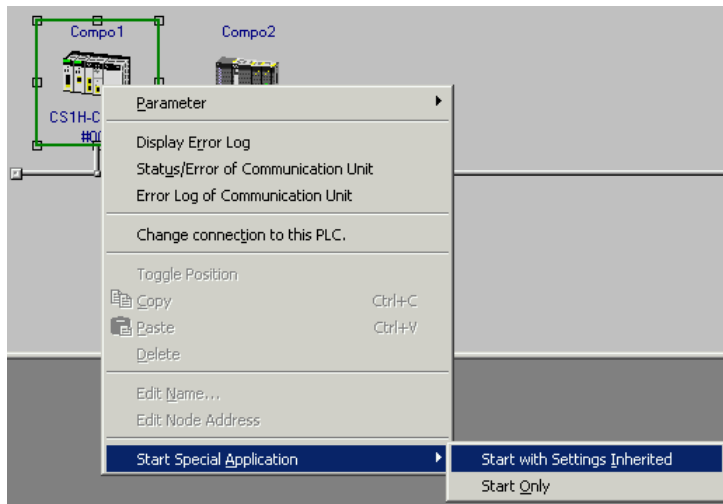 Compo1
Compo2
CS1H-C
Parameter
Display Error Log
Status/Error of Communication Unit
Error Log of Communication Unit
Change connection to this PLC.
Toggle Position
Copy Ctrl+C
Paste Ctrl+V
Delete
Edit Name...
Edit Node Address
Start Special Application
Start with Settings Inherited
Start Only